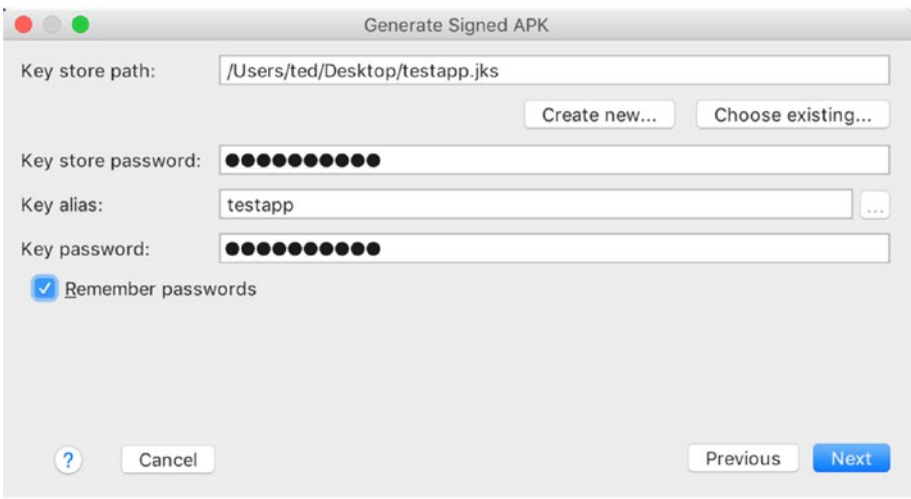 Generate Signed APK
Key store path: /Users/ted/Desktop/testapp.jks
Create new... Choose existing...
Key store password: ●●●●●●●●●●
Key alias: testapp ...
Key password: ●●●●●●●●●●
Remember passwords
? Cancel Previous Next